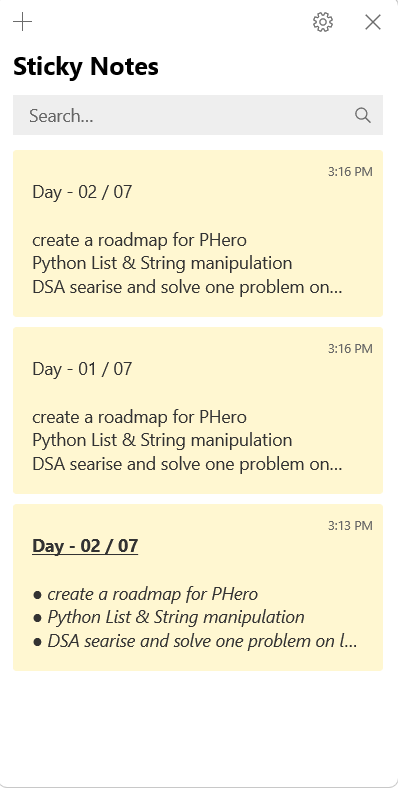 Sticky Notes
Search...
3:16 PM
Day - 02 / 07
create a roadmap for PHero
Python List & String manipulation
DSA searise and solve one problem on...
3:16 PM
Day - 01 / 07
create a roadmap for PHero
Python List & String manipulation
DSA searise and solve one problem on...
3:13 PM
Day - 02 / 07
● create a roadmap for PHero
● Python List & String manipulation
● DSA searise and solve one problem on l...